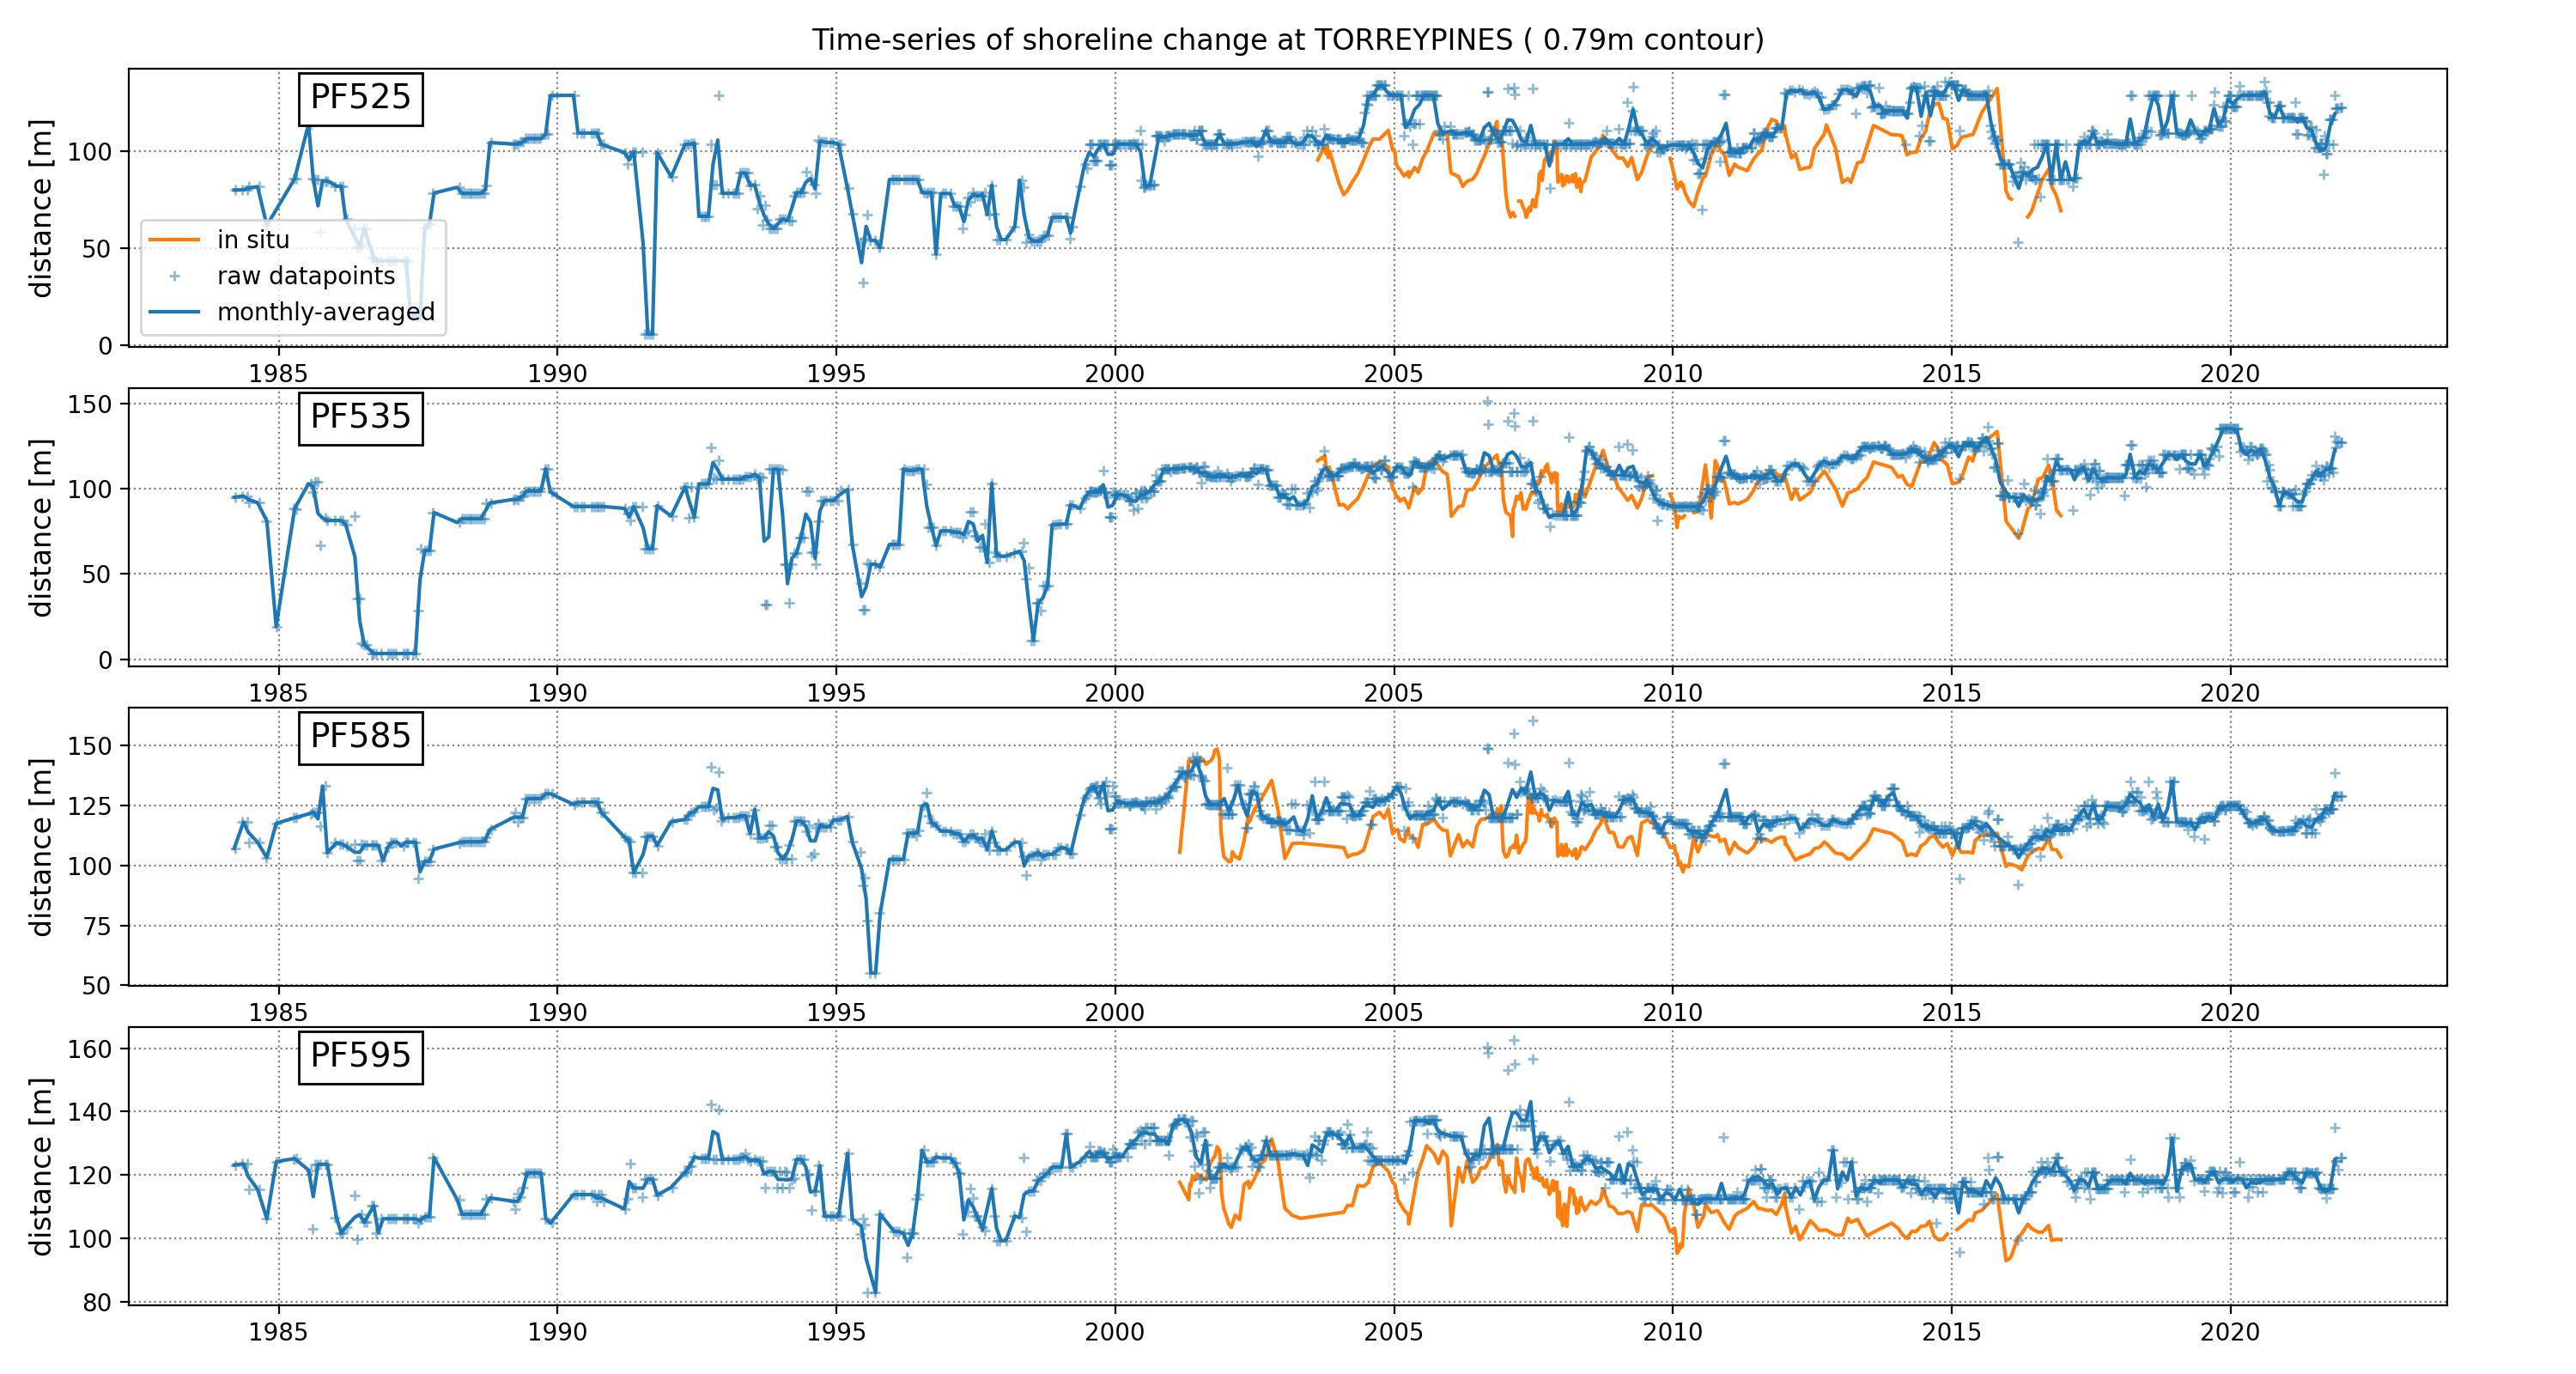 Time-series of shoreline change at TORREYPINES ( 0.79m contour)
PF525
distance [m]
100
50
0
in situ
raw datapoints
monthly-averaged
1985 1990 1995 2000 2005 2010 2015 2020
PF535
distance [m]
150
100
50
0
1985 1990 1995 2000 2005 2010 2015 2020
PF585
distance [m]
150
125
100
75
50
1985 1990 1995 2000 2005 2010 2015 2020
PF595
distance [m]
160
140
120
100
80
1985 1990 1995 2000 2005 2010 2015 2020